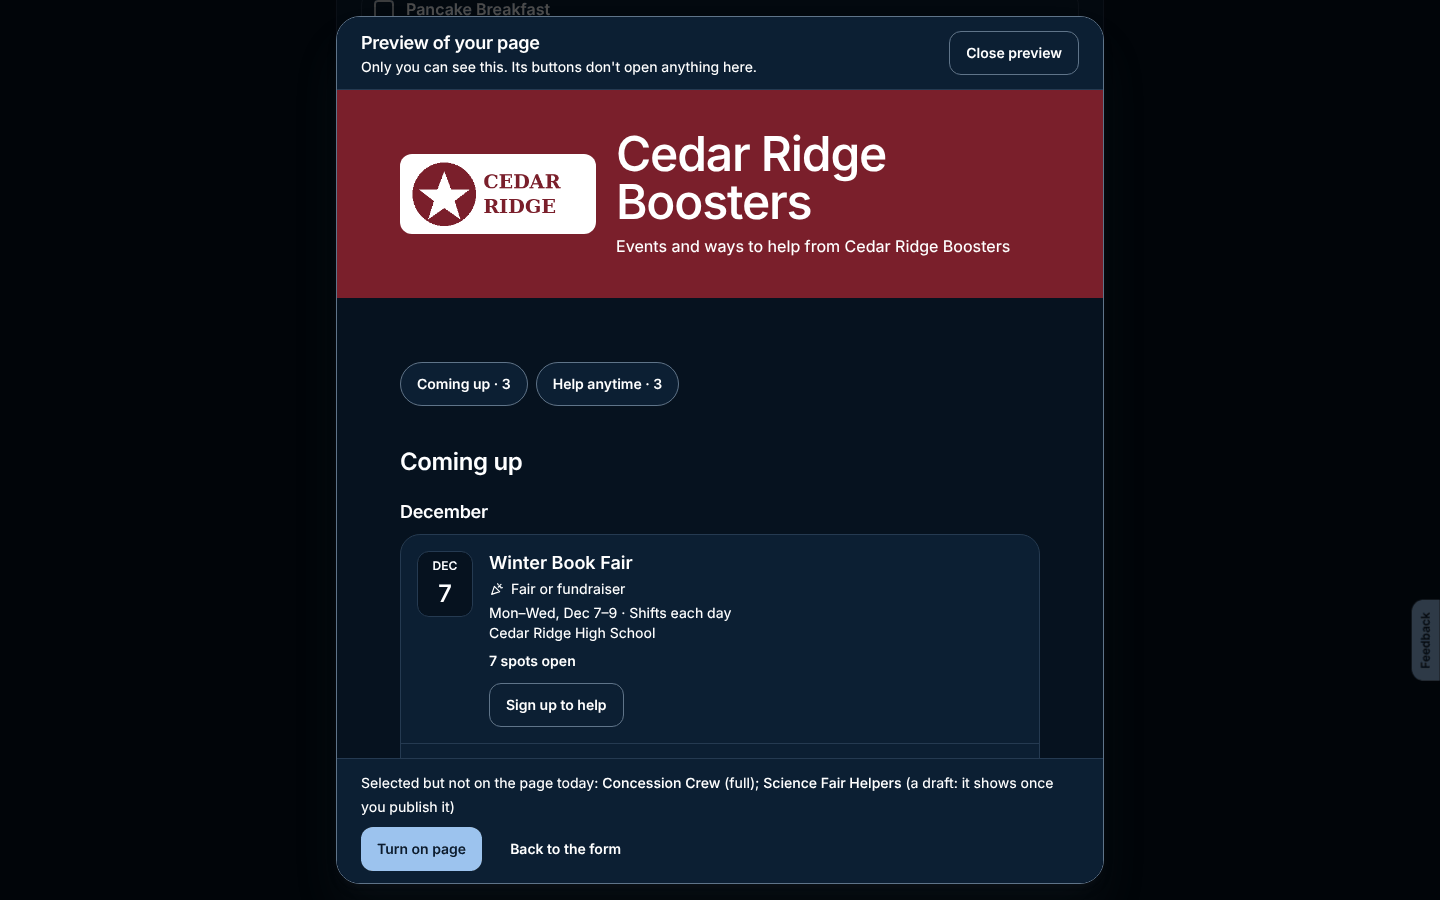 Pancake Breakfast
Preview of your page
Only you can see this. Its buttons don't open anything here.
Close preview
CEDAR
RIDGE
Cedar Ridge
Boosters
Events and ways to help from Cedar Ridge Boosters
Coming up · 3
Help anytime · 3
Coming up
December
DEC
7
Winter Book Fair
Fair or fundraiser
Mon–Wed, Dec 7–9 · Shifts each day
Cedar Ridge High School
7 spots open
Sign up to help
Feedback
Selected but not on the page today: Concession Crew (full); Science Fair Helpers (a draft: it shows once
you publish it)
Turn on page
Back to the form